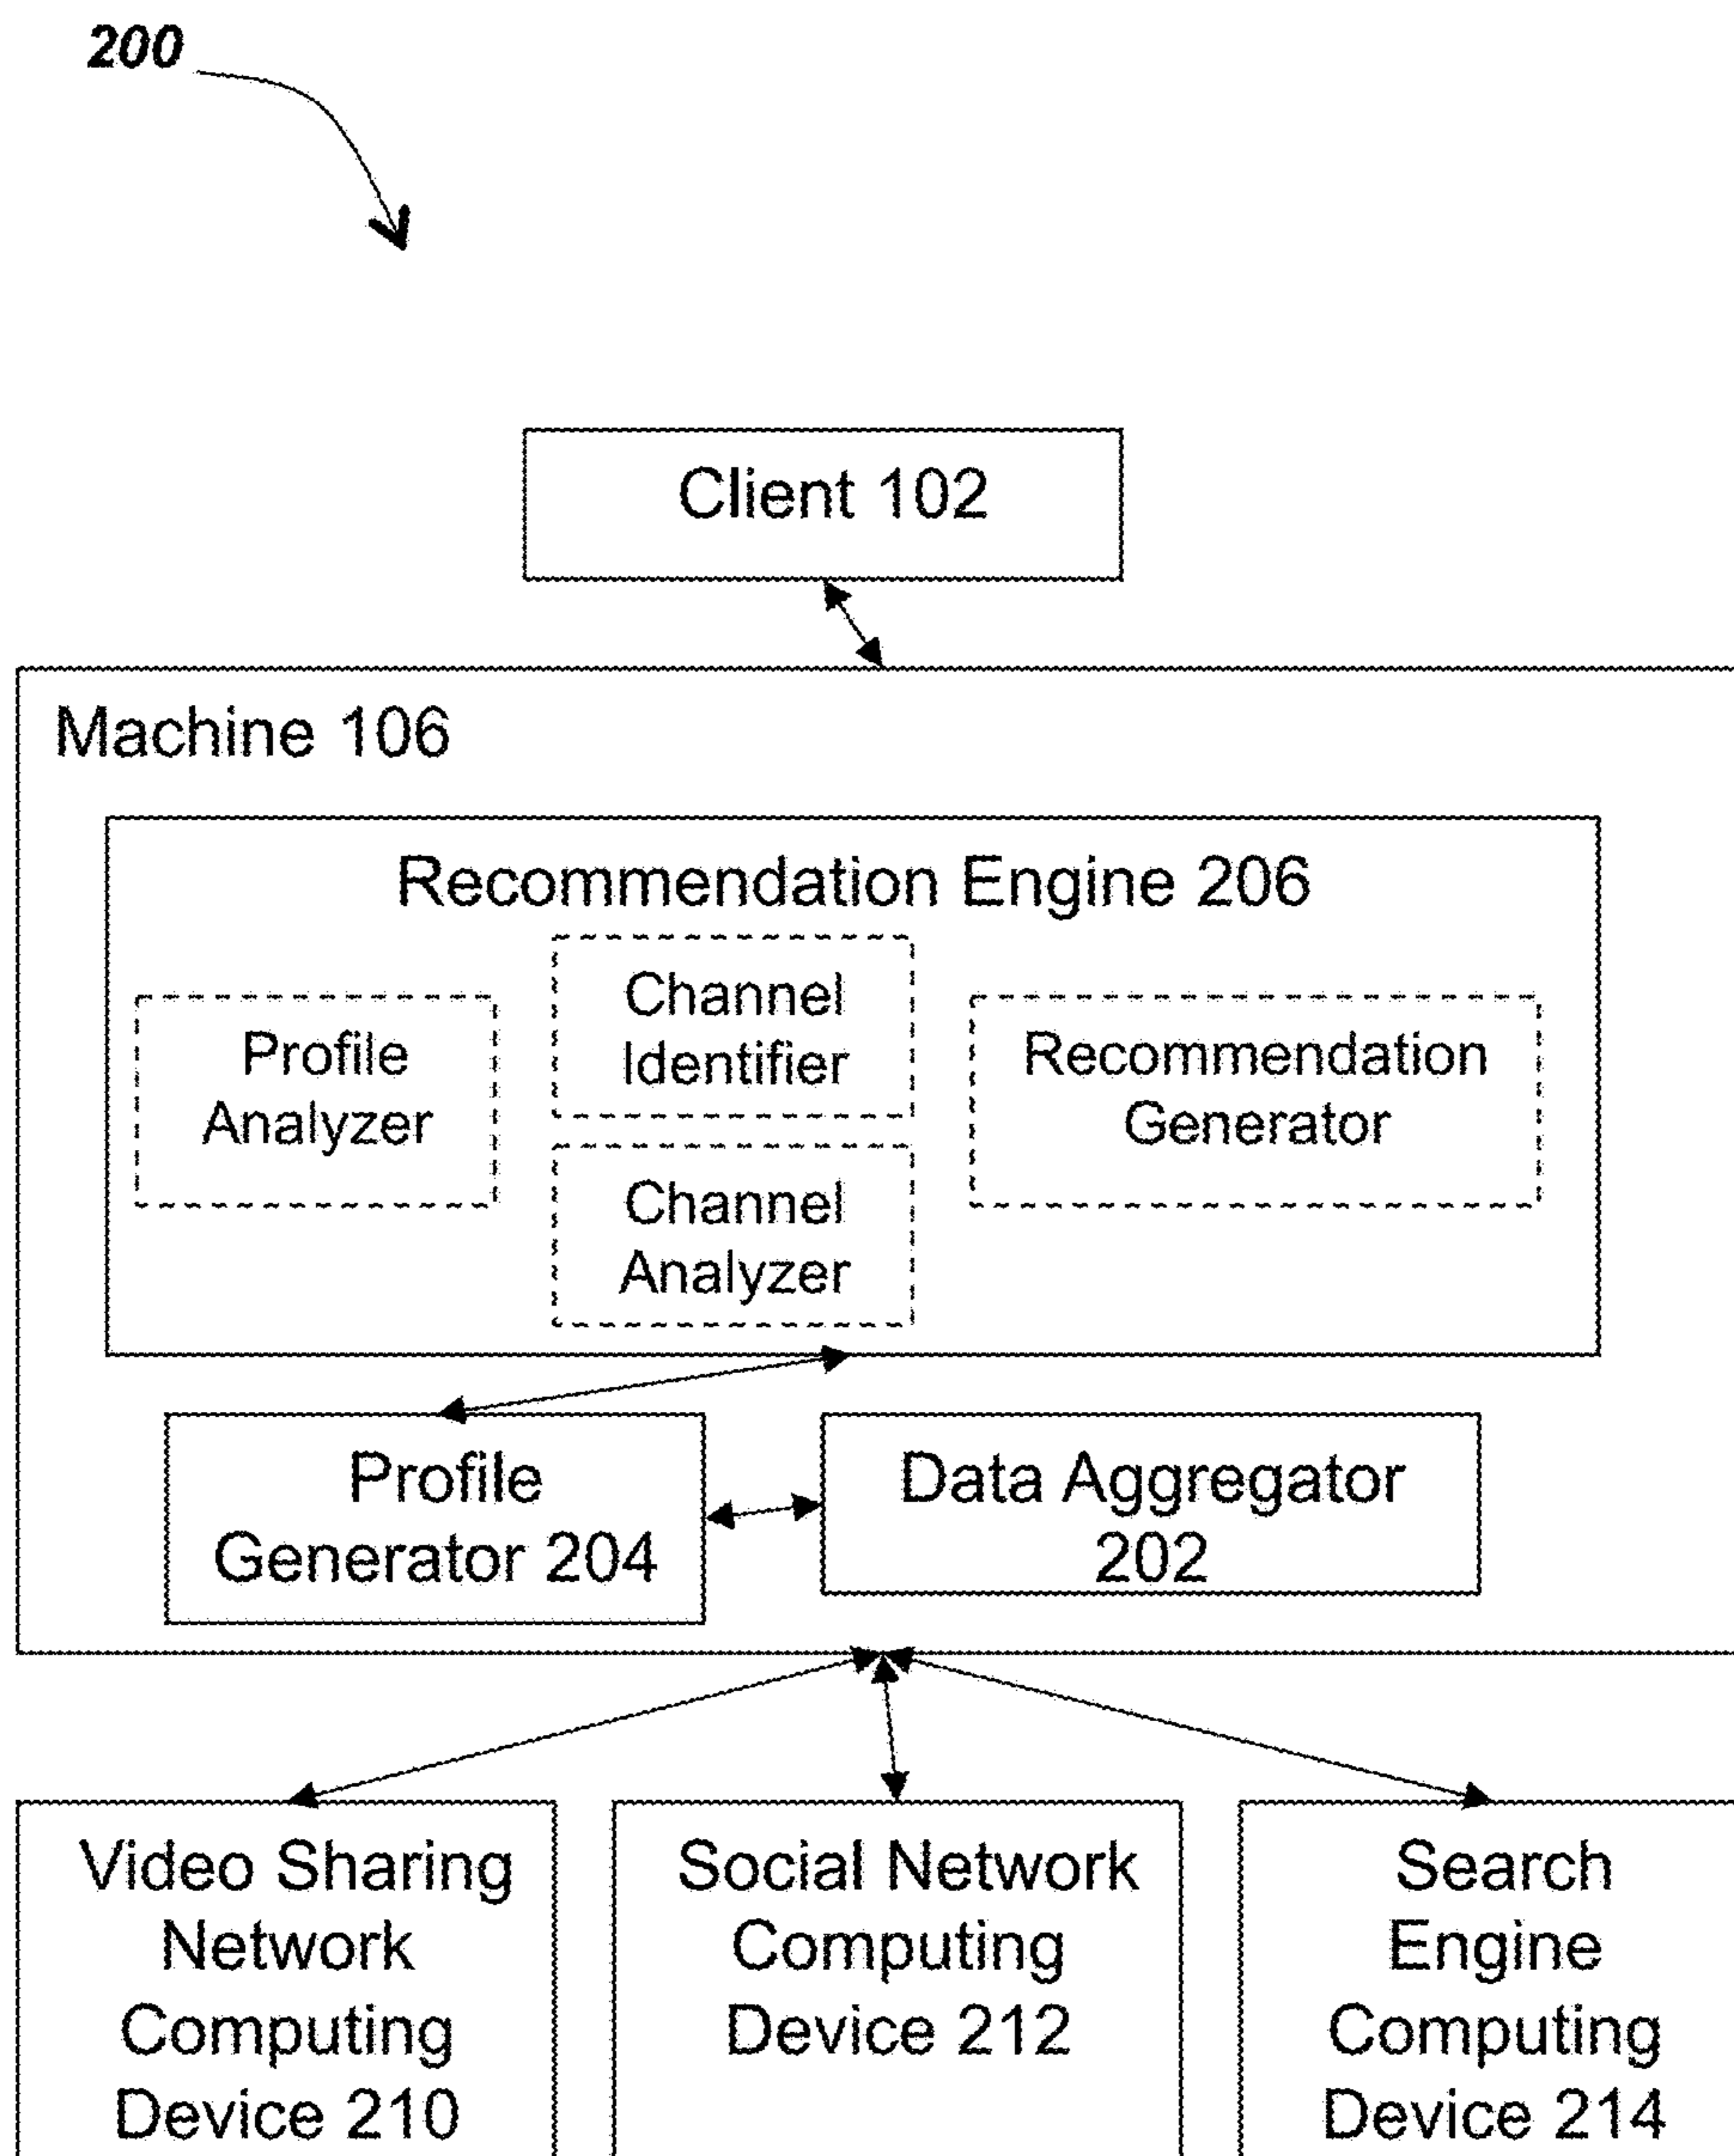 200
Client 102
Machine 106
Recommendation Engine 206
Profile
Analyzer
Channel
Identifier
Channel
Analyzer
Recommendation
Generator
Profile
Generator 204
Data Aggregator
202
Video Sharing
Network
Computing
Device 210
Social Network
Computing
Device 212
Search
Engine
Computing
Device 214